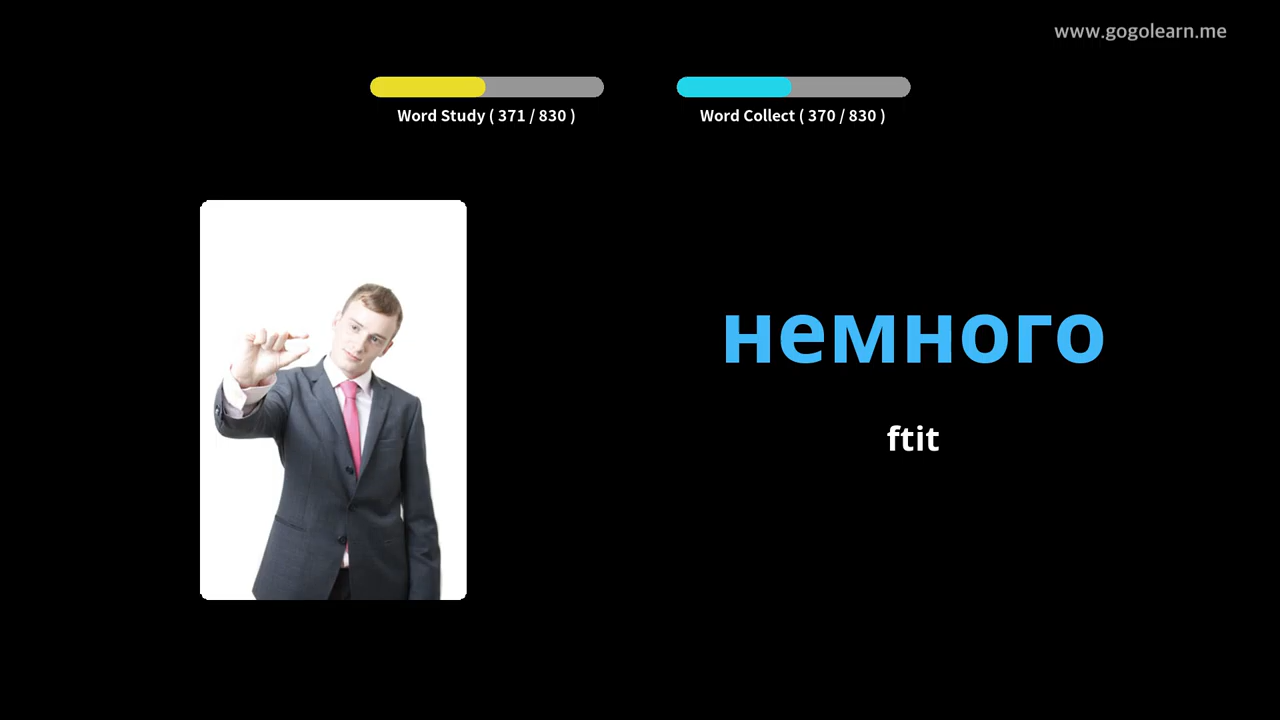 www.gogolearn.me
Word Study ( 371 / 830 )
Word Collect ( 370 / 830 )
немного
ftit